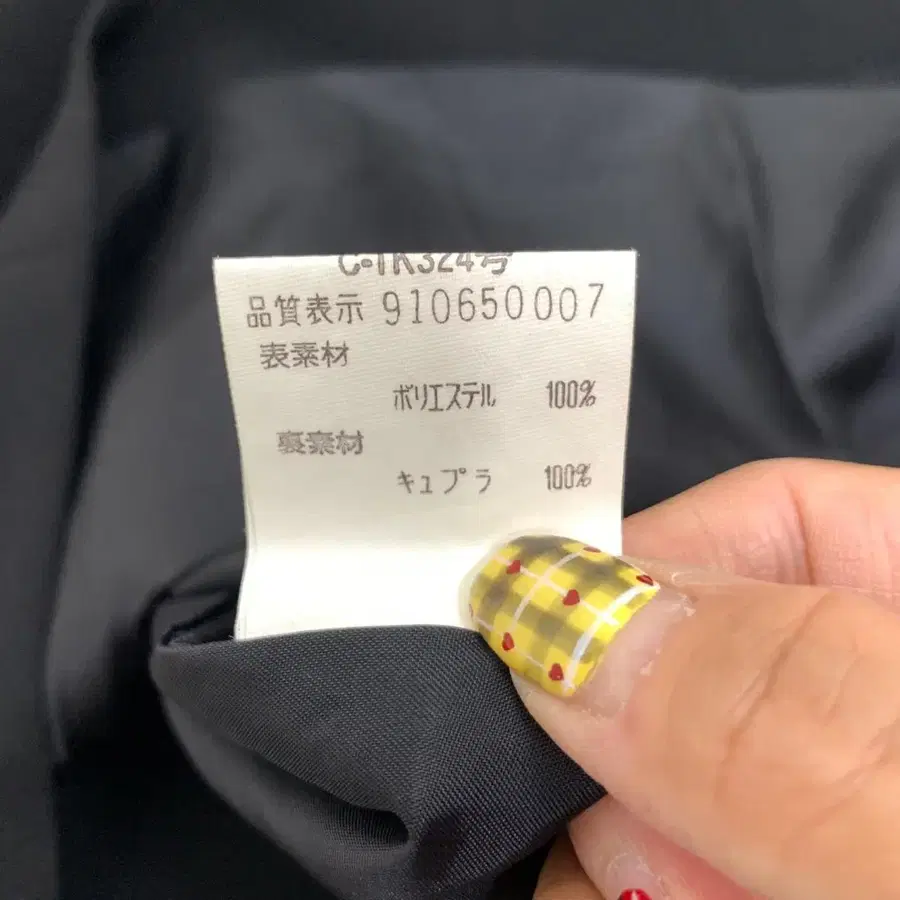 C-TK324号
品質表示 910650007
表素材
ポリエステル 100%
裏素材
キュプラ 100%